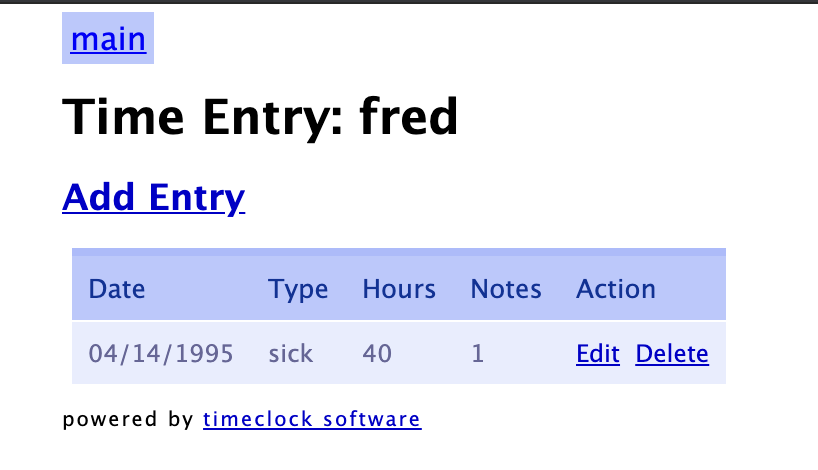 main
Time Entry: fred
Add Entry
Date Type Hours Notes Action
04/14/1995 sick 40 1 Edit Delete
powered by timeclock software